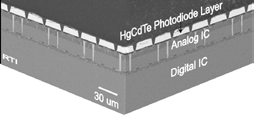 HgCdTe Photodiode Layer
Analog IC
Digital IC
RTI
30 um